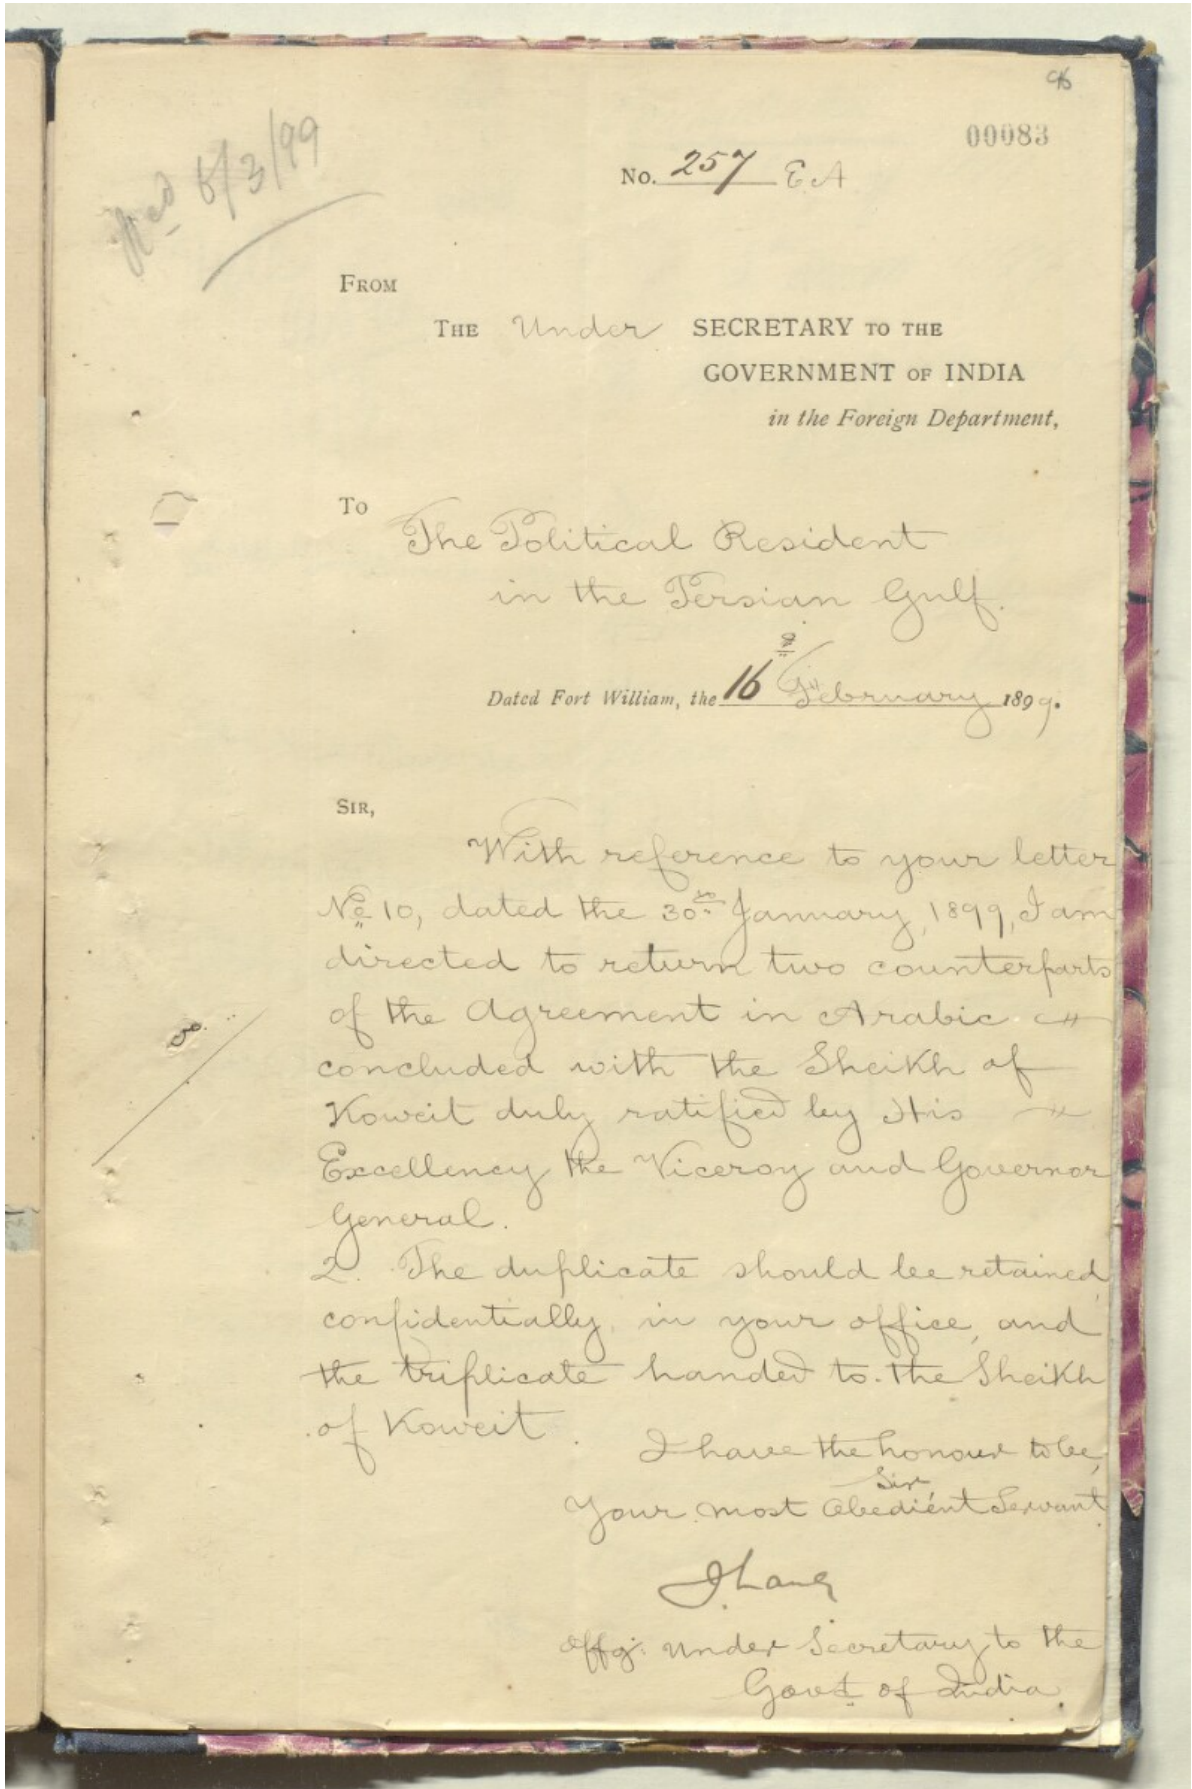 96
00083
No. 257 E A
Recd 6/3/99
FROM
THE Under SECRETARY TO THE
GOVERNMENT OF INDIA
in the Foreign Department,
To
The Political Resident
in the Persian Gulf.
Dated Fort William, the 16 February 1899.
SIR,
With reference to your letter
No 10, dated the 30th January, 1899, I am
directed to return two counterparts
of the Agreement in Arabic
concluded with the Sheikh of
Koweit duly ratified by His
Excellency the Viceroy and Governor
General.
2. The duplicate should be retained,
confidentially, in your office, and
the triplicate handed to the Sheikh
of Koweit.
I have the honour to be,
Sir,
Your most Obedient Servant,
Offg: Under Secretary to the
Govt of India.